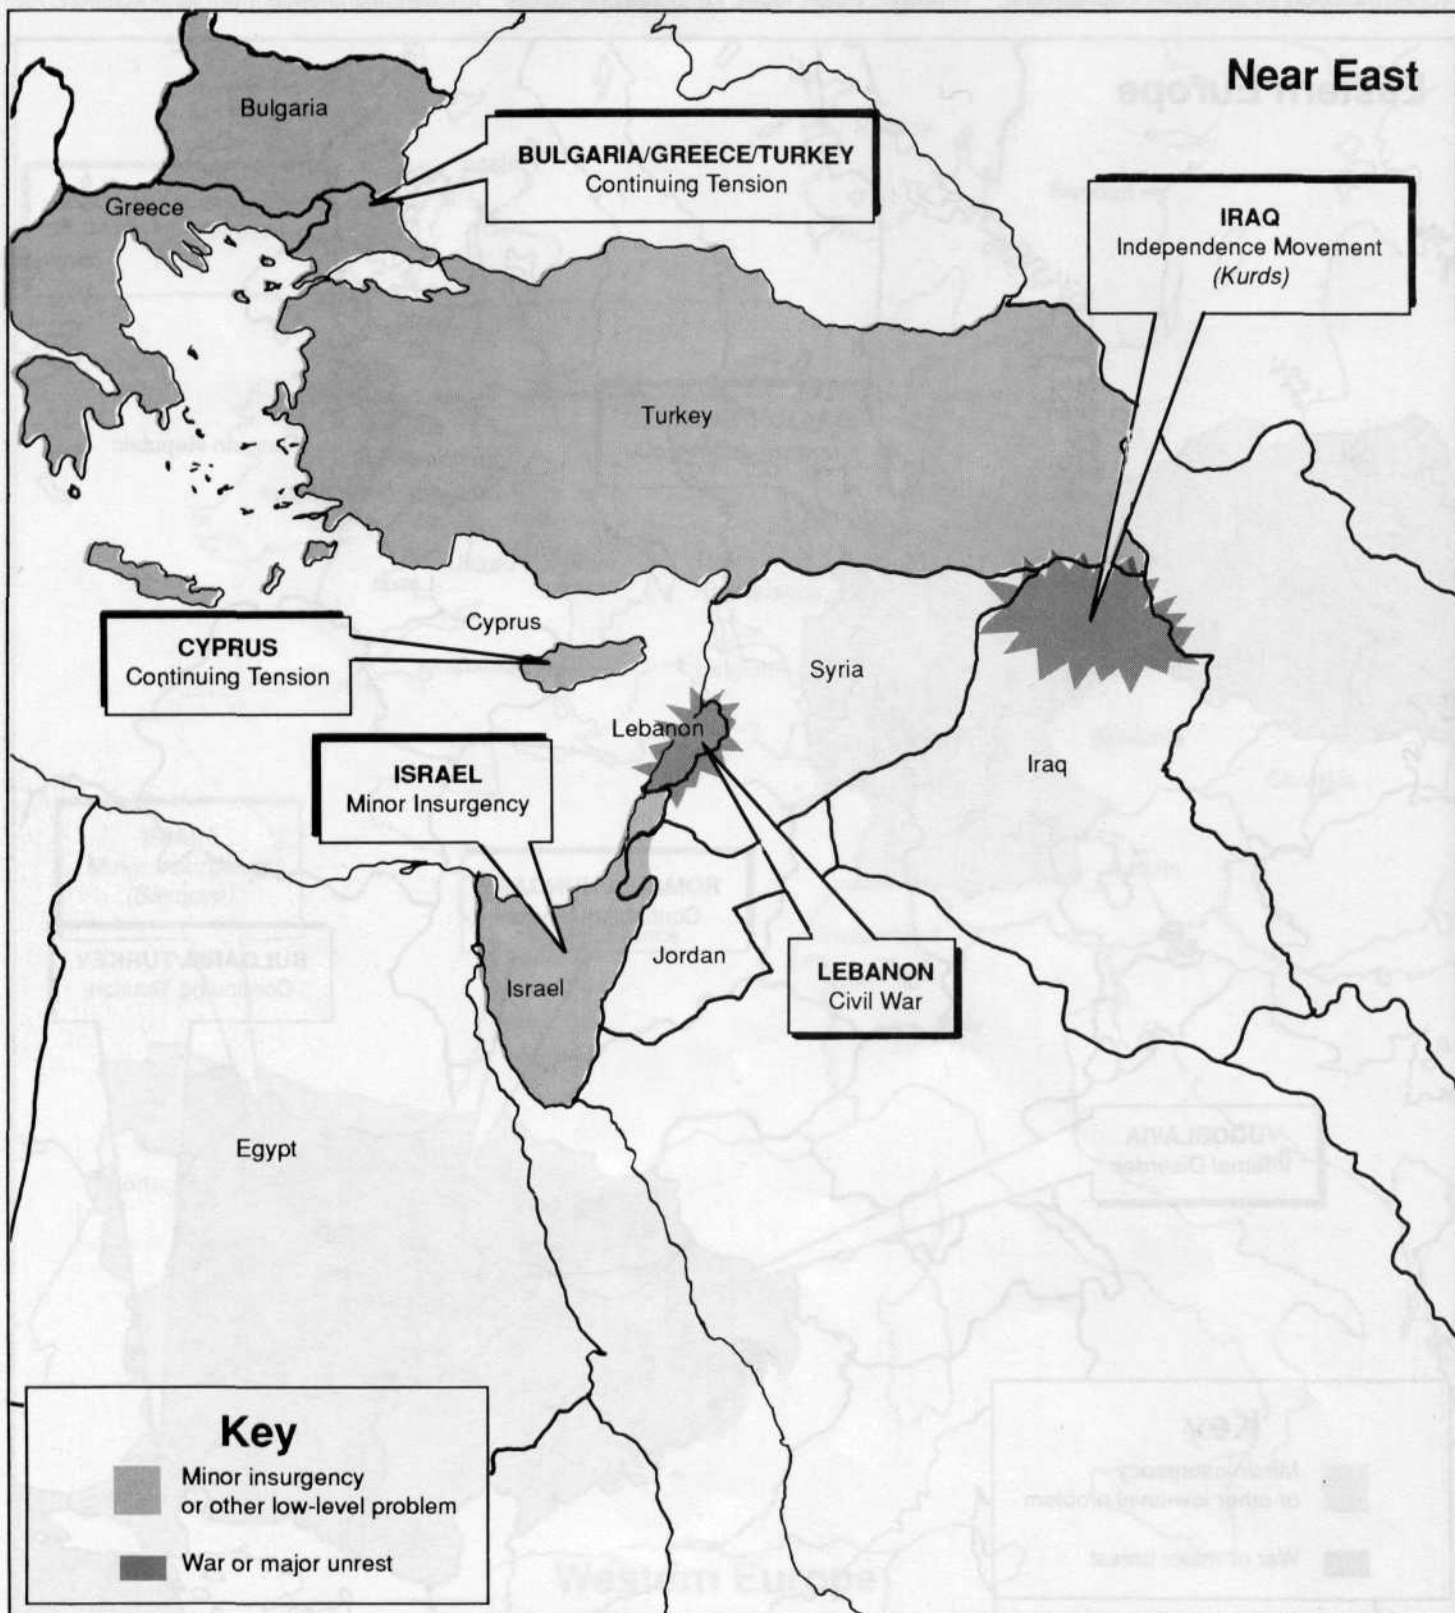 Near East
Bulgaria
BULGARIA/GREECE/TURKEY
Continuing Tension
Greece
IRAQ
Independence Movement
(Kurds)
Turkey
Cyprus
CYPRUS
Continuing Tension
Syria
Lebanon
Iraq
ISRAEL
Minor Insurgency
Jordan
Israel
LEBANON
Civil War
Egypt
Key
Minor insurgency
or other low-level problem
War or major unrest